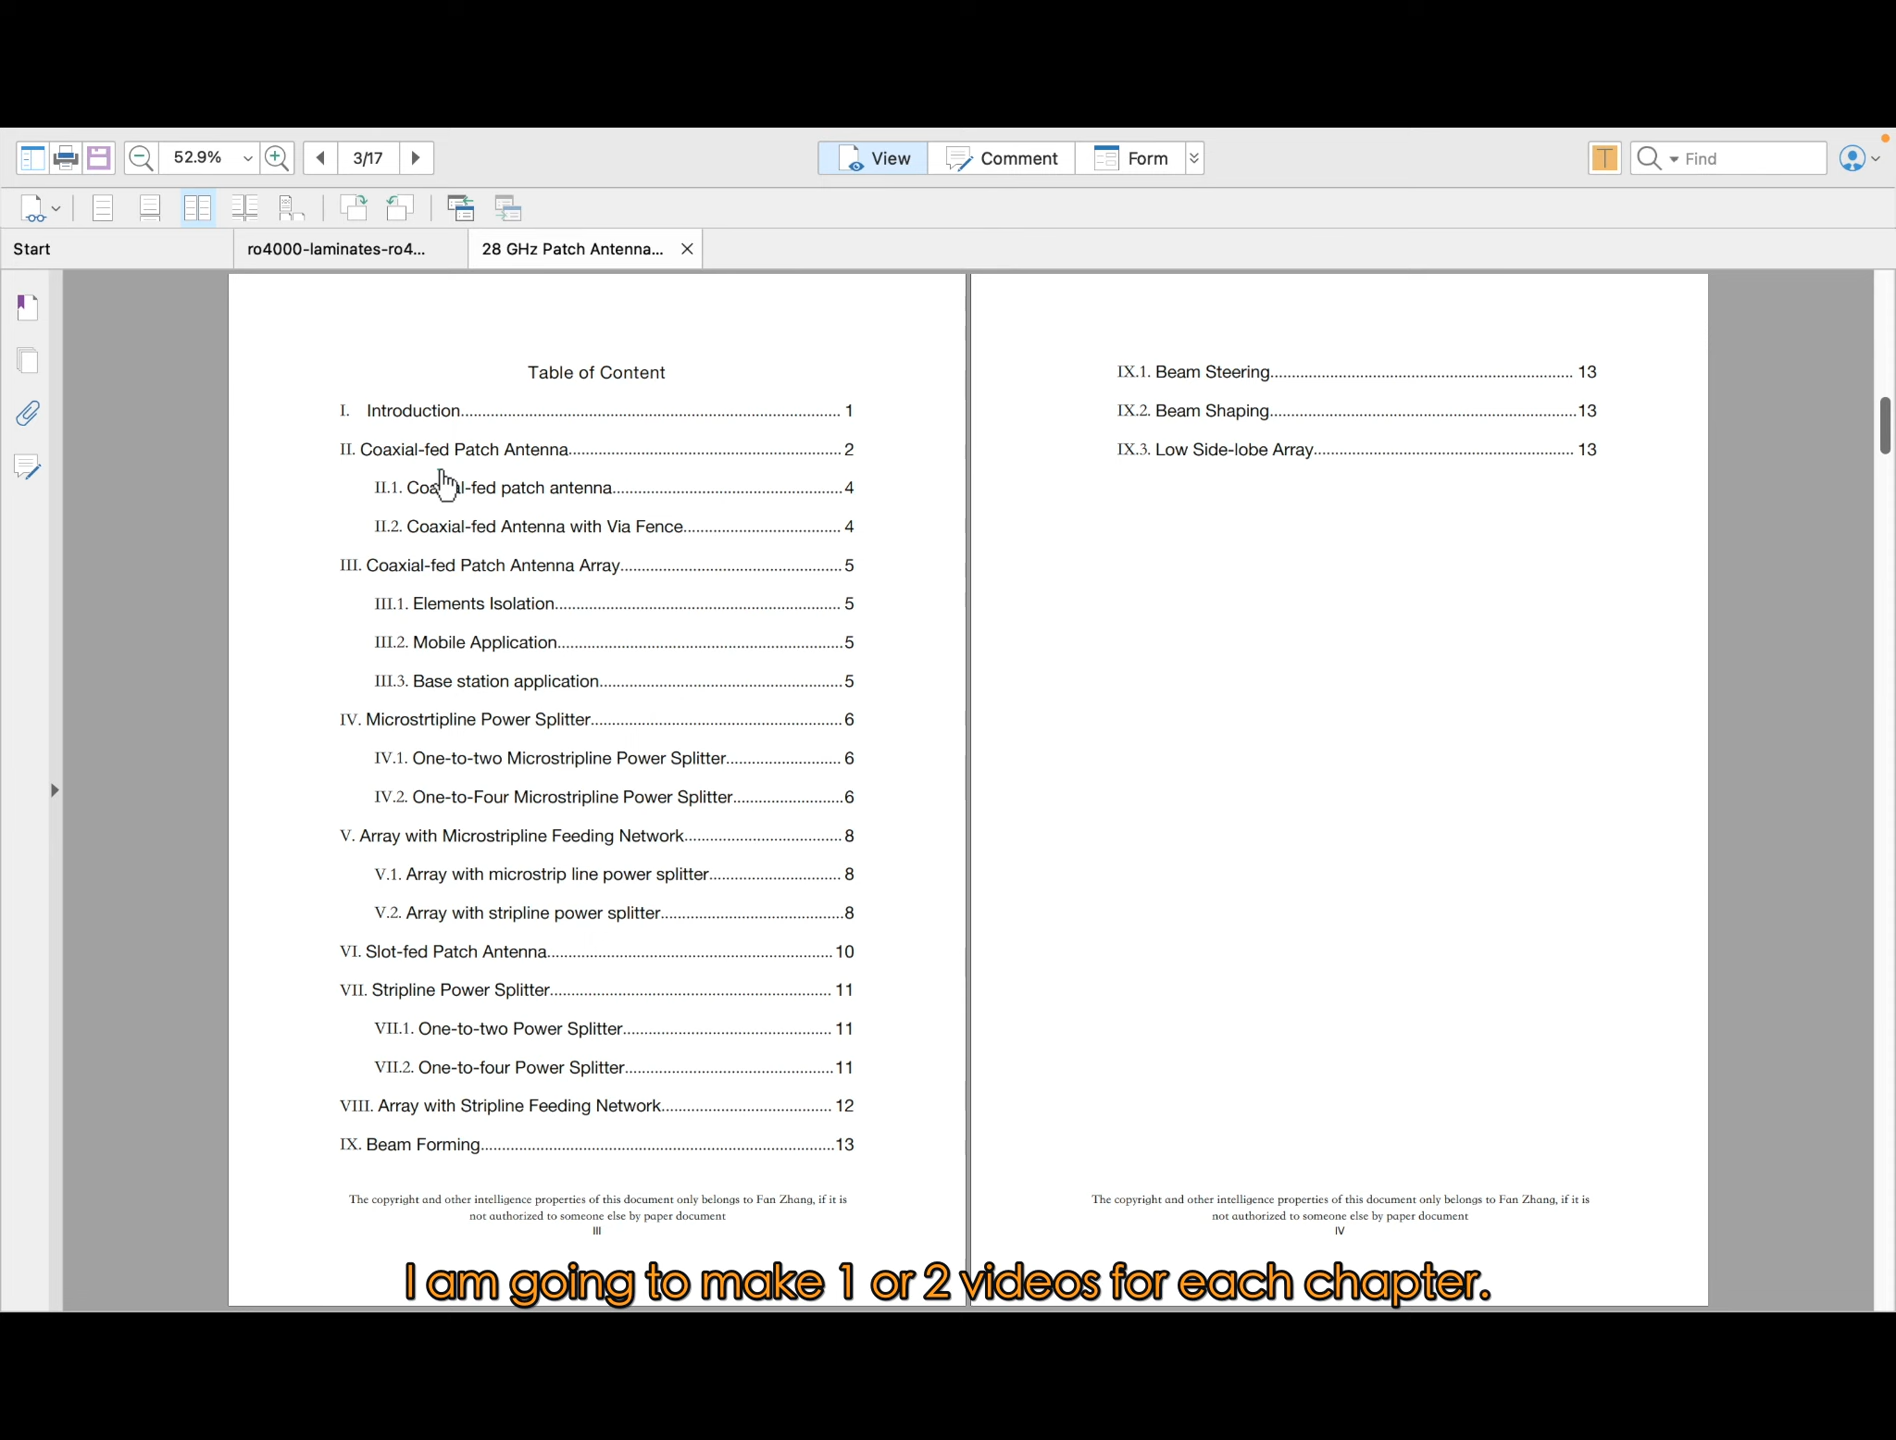 52.9%
3/17
View
Comment
Form
T
Find
Start
ro4000-laminates-ro4...
28 GHz Patch Antenna...
Table of Content
I. Introduction 1
II. Coaxial-fed Patch Antenna 2
II.1. Coaxial-fed patch antenna 4
II.2. Coaxial-fed Antenna with Via Fence 4
III. Coaxial-fed Patch Antenna Array 5
III.1. Elements Isolation 5
III.2. Mobile Application 5
III.3. Base station application 5
IV. Microstrtipline Power Splitter 6
IV.1. One-to-two Microstripline Power Splitter 6
IV.2. One-to-Four Microstripline Power Splitter 6
V. Array with Microstripline Feeding Network 8
V.1. Array with microstrip line power splitter 8
V.2. Array with stripline power splitter 8
VI. Slot-fed Patch Antenna 10
VII. Stripline Power Splitter 11
VII.1. One-to-two Power Splitter 11
VII.2. One-to-four Power Splitter 11
VIII. Array with Stripline Feeding Network 12
IX. Beam Forming 13
The copyright and other intelligence properties of this document only belongs to Fan Zhang, if it is
not authorized to someone else by paper document
III
IX.1. Beam Steering 13
IX.2. Beam Shaping 13
IX.3. Low Side-lobe Array 13
The copyright and other intelligence properties of this document only belongs to Fan Zhang, if it is
not authorized to someone else by paper document
IV
I am going to make 1 or 2 videos for each chapter.